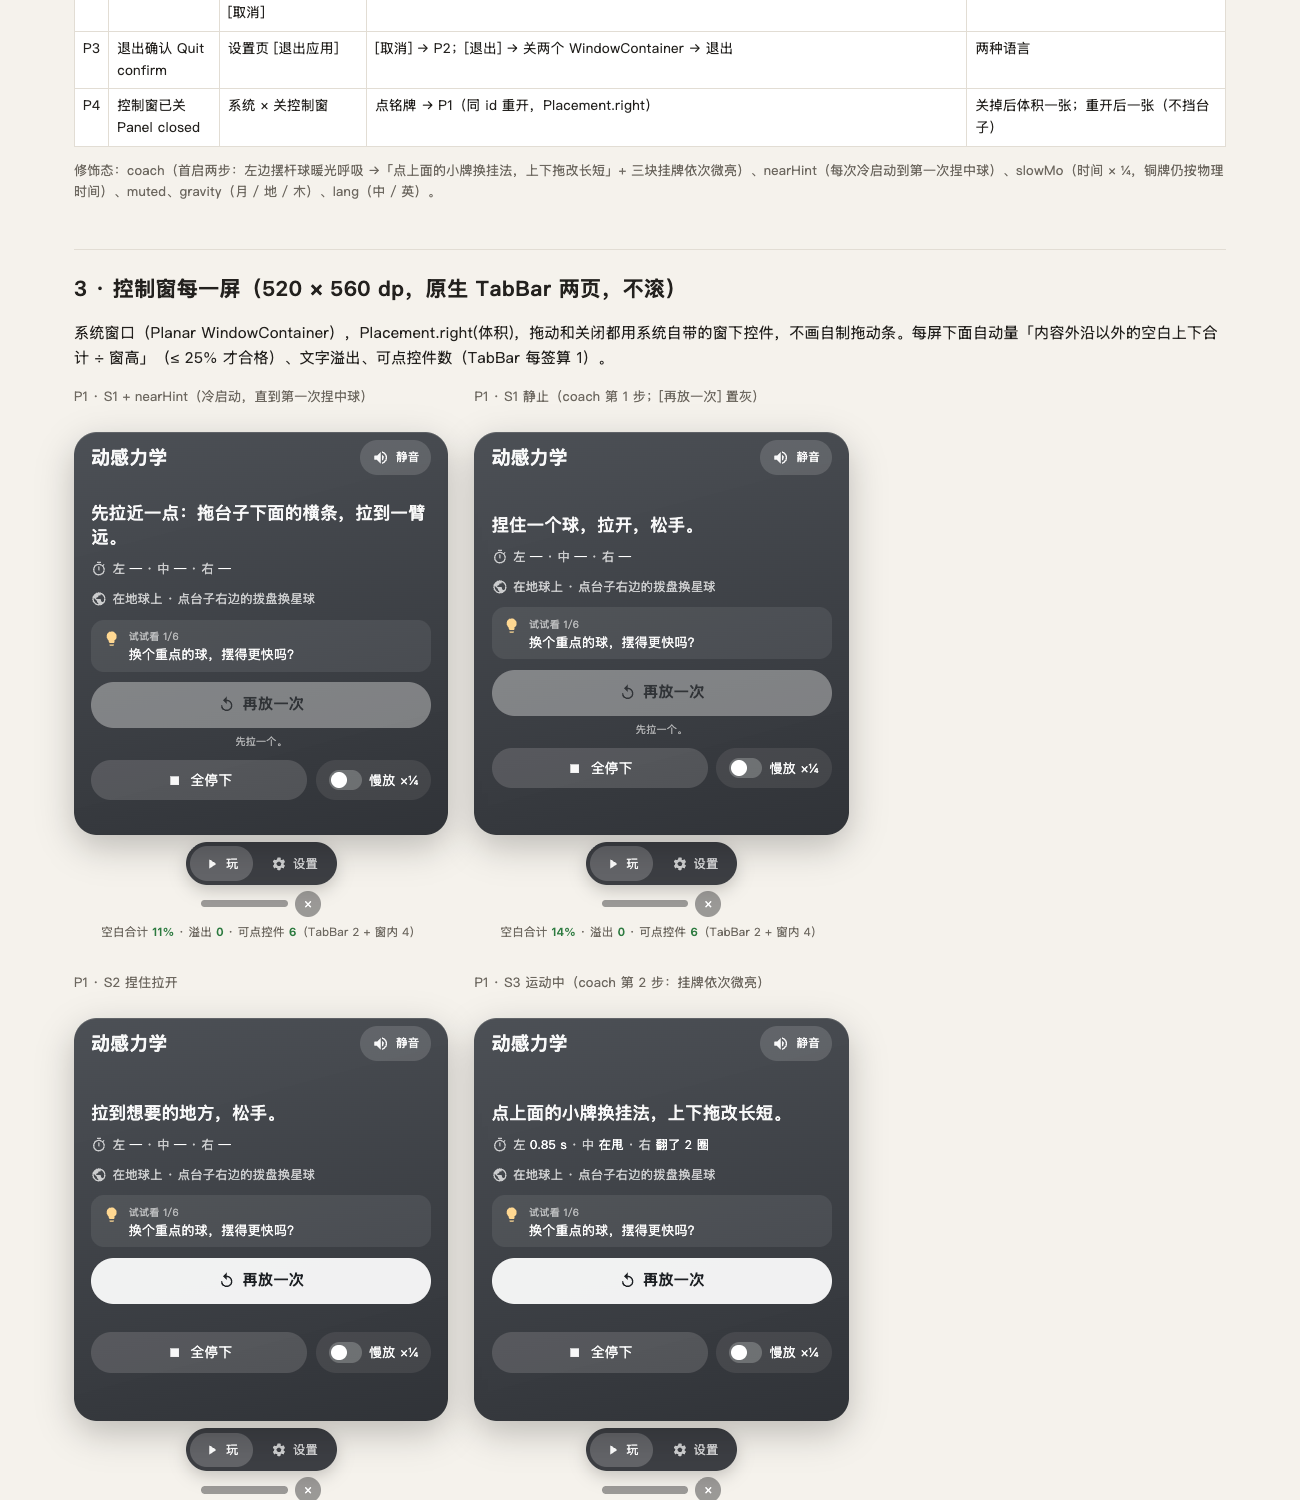 [取消]
P3
退出确认 Quit
confirm
设置页 [退出应用]
[取消] → P2；[退出] → 关两个 WindowContainer → 退出
两种语言
P4
控制窗已关
Panel closed
系统 × 关控制窗
点铭牌 → P1（同 id 重开，Placement.right）
关掉后体积一张；重开后一张（不挡台
子）
修饰态：coach（首启两步：左边摆杆球暖光呼吸 →「点上面的小牌换挂法，上下拖改长短」+ 三块挂牌依次微亮）、nearHint（每次冷启动到第一次捏中球）、slowMo（时间 × ¼，铜牌仍按物理
时间）、muted、gravity（月 / 地 / 木）、lang（中 / 英）。
3 · 控制窗每一屏（520 × 560 dp，原生 TabBar 两页，不滚）
系统窗口（Planar WindowContainer），Placement.right(体积)，拖动和关闭都用系统自带的窗下控件，不画自制拖动条。每屏下面自动量「内容外沿以外的空白上下合
计 ÷ 窗高」（≤ 25% 才合格）、文字溢出、可点控件数（TabBar 每签算 1）。
P1 · S1 + nearHint（冷启动，直到第一次捏中球）
动感力学
静音
先拉近一点：拖台子下面的横条，拉到一臂
远。
左 — · 中 — · 右 —
在地球上 · 点台子右边的拨盘换星球
试试看 1/6
换个重点的球，摆得更快吗？
再放一次
先拉一个。
全停下
慢放 ×¼
玩
设置
×
空白合计 11% · 溢出 0 · 可点控件 6（TabBar 2 + 窗内 4）
P1 · S1 静止（coach 第 1 步；[再放一次] 置灰）
动感力学
静音
捏住一个球，拉开，松手。
左 — · 中 — · 右 —
在地球上 · 点台子右边的拨盘换星球
试试看 1/6
换个重点的球，摆得更快吗？
再放一次
先拉一个。
全停下
慢放 ×¼
玩
设置
×
空白合计 14% · 溢出 0 · 可点控件 6（TabBar 2 + 窗内 4）
P1 · S2 捏住拉开
动感力学
静音
拉到想要的地方，松手。
左 — · 中 — · 右 —
在地球上 · 点台子右边的拨盘换星球
试试看 1/6
换个重点的球，摆得更快吗？
再放一次
全停下
慢放 ×¼
玩
设置
×
P1 · S3 运动中（coach 第 2 步：挂牌依次微亮）
动感力学
静音
点上面的小牌换挂法，上下拖改长短。
左 0.85 s · 中 在甩 · 右 翻了 2 圈
在地球上 · 点台子右边的拨盘换星球
试试看 1/6
换个重点的球，摆得更快吗？
再放一次
全停下
慢放 ×¼
玩
设置
×